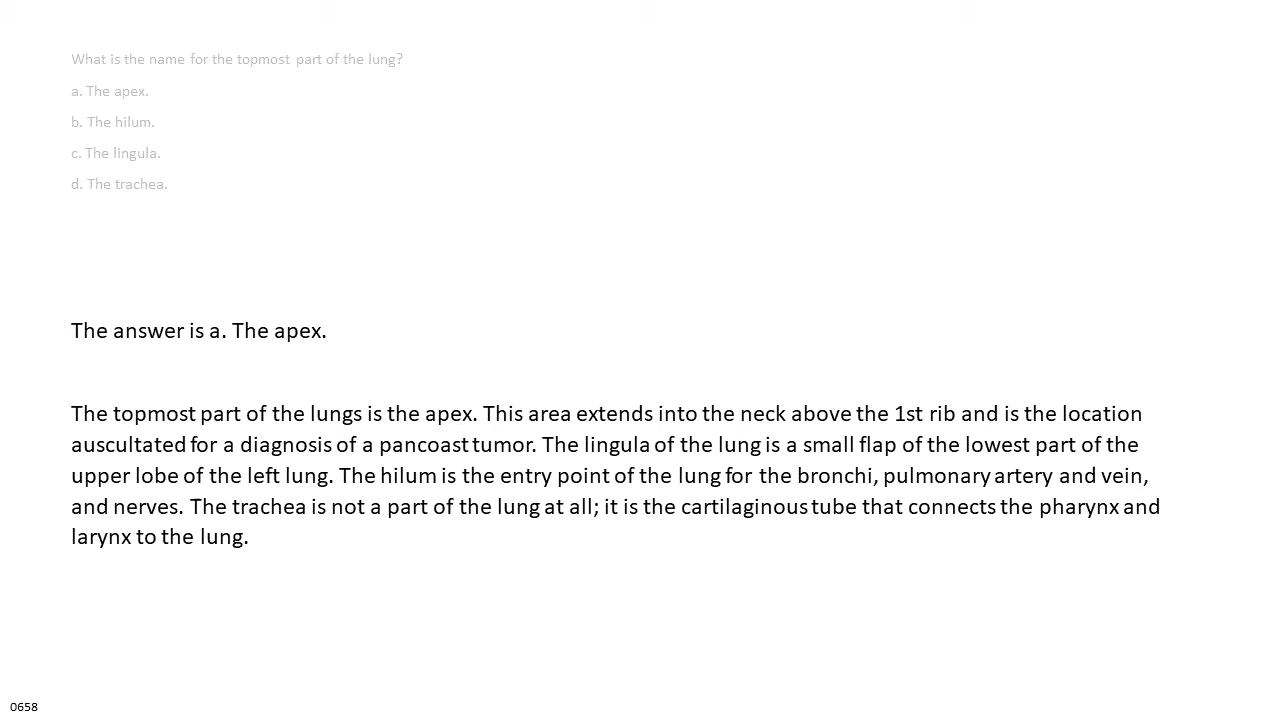 What is the name for the topmost part of the lung?
a. The apex.
b. The hilum.
c. The lingula.
d. The trachea.
The answer is a. The apex.
The topmost part of the lungs is the apex. This area extends into the neck above the 1st rib and is the location
auscultated for a diagnosis of a pancoast tumor. The lingula of the lung is a small flap of the lowest part of the
upper lobe of the left lung. The hilum is the entry point of the lung for the bronchi, pulmonary artery and vein,
and nerves. The trachea is not a part of the lung at all; it is the cartilaginous tube that connects the pharynx and
larynx to the lung.
0658